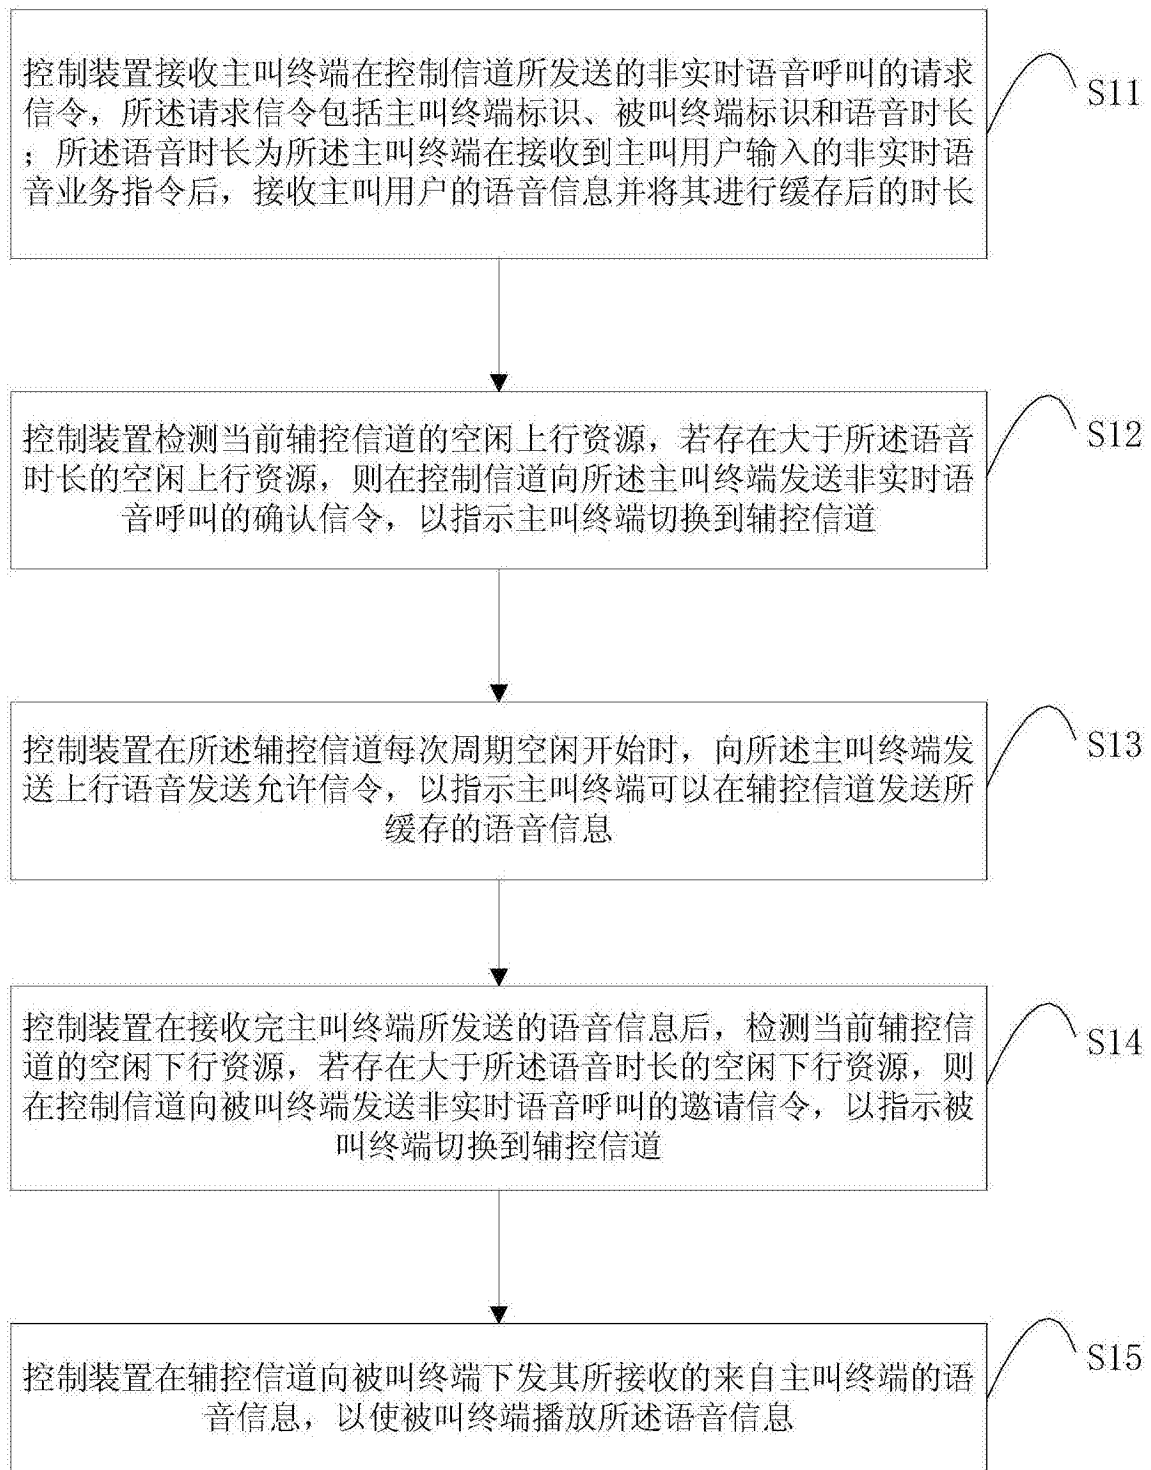 控制装置接收主叫终端在控制信道所发送的非实时语音呼叫的请求
信令，所述请求信令包括主叫终端标识、被叫终端标识和语音时长
；所述语音时长为所述主叫终端在接收到主叫用户输入的非实时语
音业务指令后，接收主叫用户的语音信息并将其进行缓存后的时长
S11
控制装置检测当前辅控信道的空闲上行资源，若存在大于所述语音
时长的空闲上行资源，则在控制信道向所述主叫终端发送非实时语
音呼叫的确认信令，以指示主叫终端切换到辅控信道
S12
控制装置在所述辅控信道每次周期空闲开始时，向所述主叫终端发
送上行语音发送允许信令，以指示主叫终端可以在辅控信道发送所
缓存的语音信息
S13
控制装置在接收完主叫终端所发送的语音信息后，检测当前辅控信
道的空闲下行资源，若存在大于所述语音时长的空闲下行资源，则
在控制信道向被叫终端发送非实时语音呼叫的邀请信令，以指示被
叫终端切换到辅控信道
S14
控制装置在辅控信道向被叫终端下发其所接收的来自主叫终端的语
音信息，以使被叫终端播放所述语音信息
S15